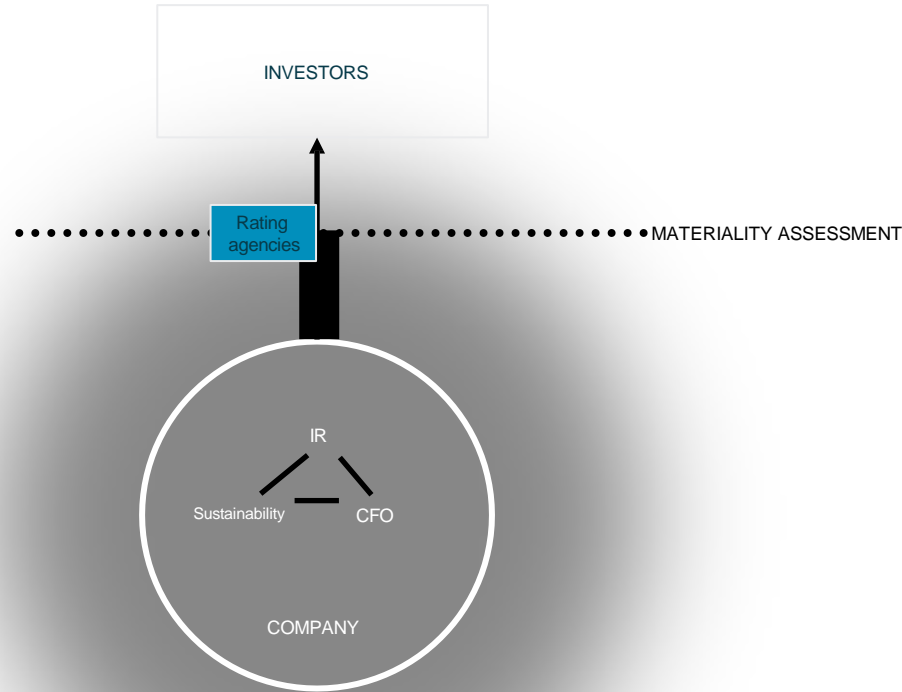 INVESTORS
Rating
agencies
MATERIALITY ASSESSMENT
IR
Sustainability
CFO
COMPANY